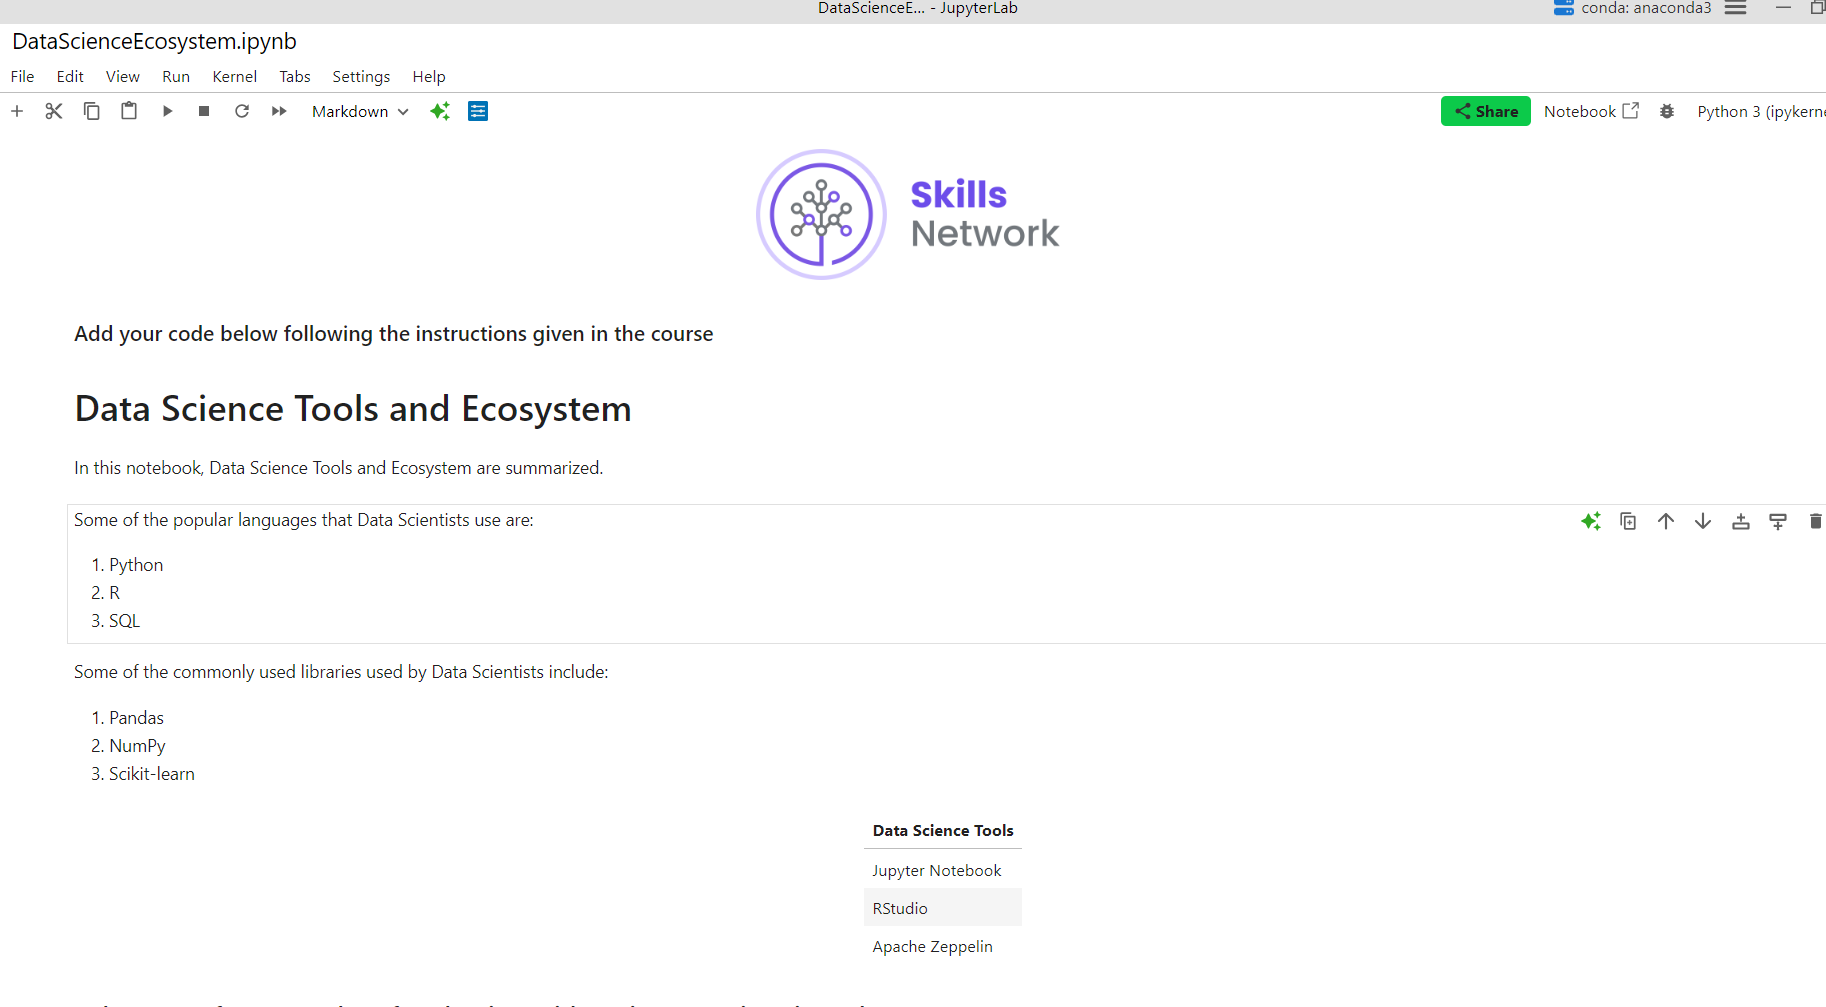 DataScienceE... - JupyterLab
conda: anaconda3
DataScienceEcosystem.ipynb
File Edit View Run Kernel Tabs Settings Help
Markdown
Share Notebook Python 3
Skills
Network
Add your code below following the instructions given in the course
Data Science Tools and Ecosystem
In this notebook, Data Science Tools and Ecosystem are summarized.
Some of the popular languages that Data Scientists use are:
1. Python
2. R
3. SQL
Some of the commonly used libraries used by Data Scientists include:
1. Pandas
2. NumPy
3. Scikit-learn
Data Science Tools
Jupyter Notebook
RStudio
Apache Zeppelin